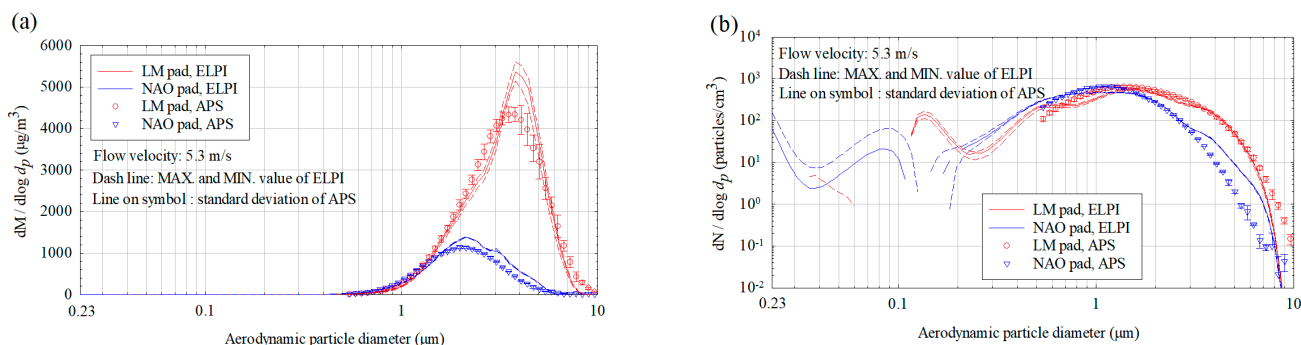 (a)
6000
5000
4000
3000
2000
1000
0
dM / dlog dp (μg/m³)
LM pad, ELPI
NAO pad, ELPI
LM pad, APS
NAO pad, APS
Flow velocity: 5.3 m/s
Dash line: MAX. and MIN. value of ELPI
Line on symbol : standard deviation of APS
0.23
0.1
1
10
Aerodynamic particle diameter (μm)
(b)
10⁴
10³
10²
10¹
10⁰
10⁻¹
10⁻²
dN / dlog dp (particles/cm³)
Flow velocity: 5.3 m/s
Dash line: MAX. and MIN. value of ELPI
Line on symbol : standard deviation of APS
LM pad, ELPI
NAO pad, ELPI
LM pad, APS
NAO pad, APS
0.23
0.1
1
10
Aerodynamic particle diameter (μm)